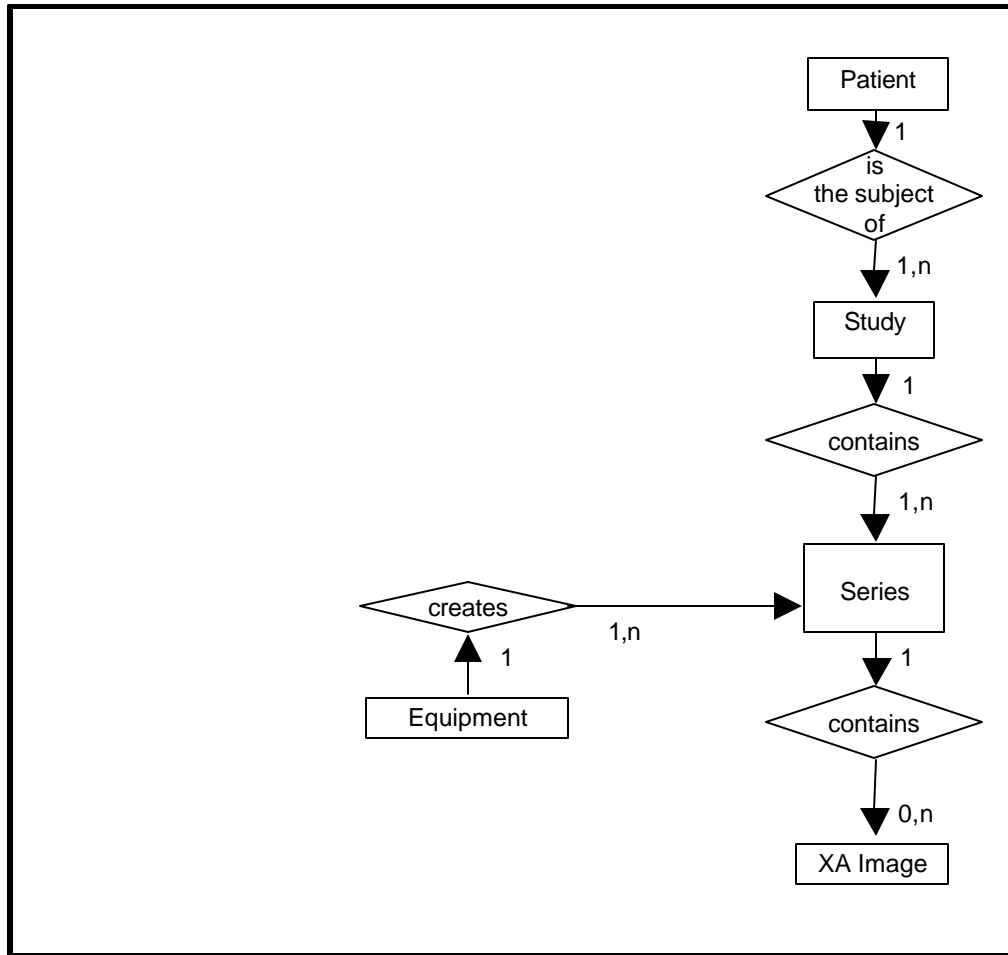 Patient
1
is
the subject
of
1,n
Study
1
contains
1,n
Series
creates
1,n
1
1
Equipment
contains
0,n
XA Image